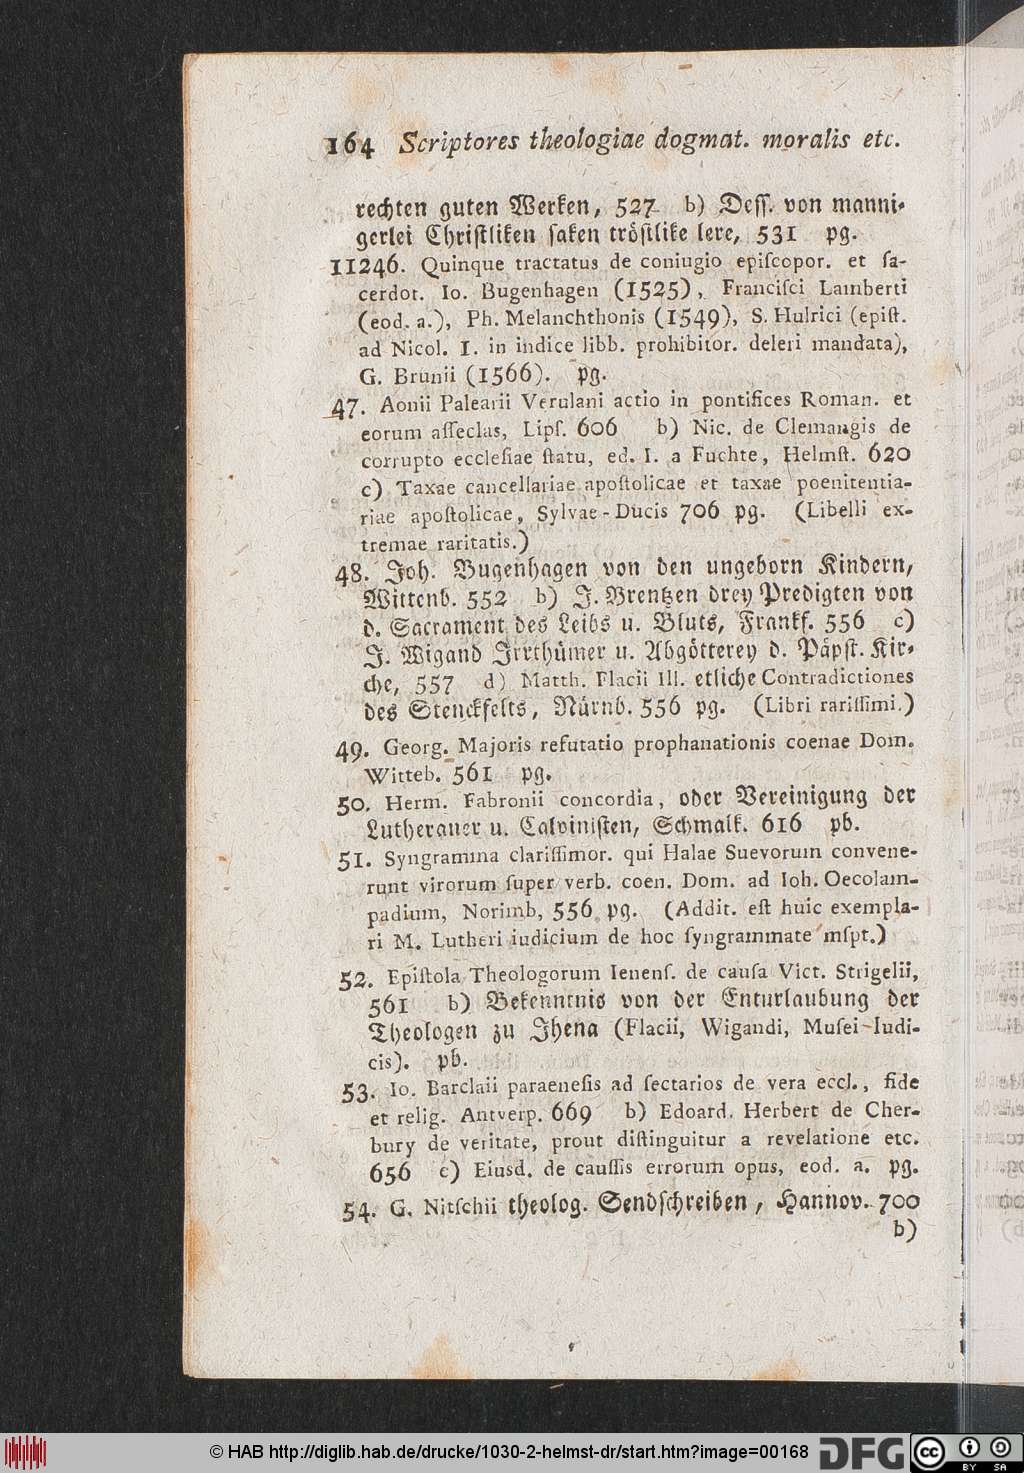 164 Scriptores theologiae dogmat. moralis etc.
rechten guten Werken, 527 b) Dess. von manni-
gerlei Christliken saken tröstlike lere, 531 pg.
11246. Quinque tractatus de coniugio episcopor. et sa-
cerdot. Io. Bugenhagen (1525), Francisci Lamberti
(eod. a.), Ph. Melanchthonis (1549), S. Hulrici (epist.
ad Nicol. I. in indice libb. prohibitor. deleri mandata),
G. Brunii (1566). pg.
47. Aonii Palearii Verulani actio in pontifices Roman. et
eorum asseclas, Lips. 606 b) Nic. de Clemangis de
corrupto ecclesiae statu, ed. I. a Fuchte, Helmst. 620
c) Taxae cancellariae apostolicae et taxae poenitentia-
riae apostolicae, Sylvae-Ducis 706 pg. (Libelli ex-
tremae raritatis.)
48. Joh. Bugenhagen von den ungeborn Kindern,
Wittenb. 552 b) J. Brentzen drey Predigten von
d. Sacrament des Leibs u. Bluts, Frankf. 556 c)
J. Wigand Irrthümer u. Abgötterey d. Päpst. Kir-
che, 557 d) Matth. Flacii Ill. etliche Contradictiones
des Stenckfelts, Nürnb. 556 pg. (Libri rarissimi.)
49. Georg. Majoris refutatio prophanationis coenae Dom.
Witteb. 561 pg.
50. Herm. Fabronii concordia, oder Vereinigung der
Lutheraner u. Calvinisten, Schmalk. 616 pb.
51. Syngramma clarissimor. qui Halae Suevorum convene-
runt virorum super verb. coen. Dom. ad Ioh. Oecolam-
padium, Norimb, 556 pg. (Addit. est huic exempla-
ri M. Lutheri iudicium de hoc syngrammate mspt.)
52. Epistola Theologorum Ienens. de causa Vict. Strigelii,
561 b) Bekenntnis von der Enturlaubung der
Theologen zu Jhena (Flacii, Wigandi, Musei Iudi-
cis). pb.
53. Io. Barclaii paraenesis ad sectarios de vera eccl., fide
et relig. Antverp. 669 b) Edoard. Herbert de Cher-
bury de veritate, prout distinguitur a revelatione etc.
656 c) Eiusd. de caussis errorum opus, eod. a. pg.
54. G. Nitschii theolog. Sendschreiben, Hannov. 700
b)
© HAB http://diglib.hab.de/drucke/1030-2-helmst-dr/start.htm?image=00168 DFG cc BY SA